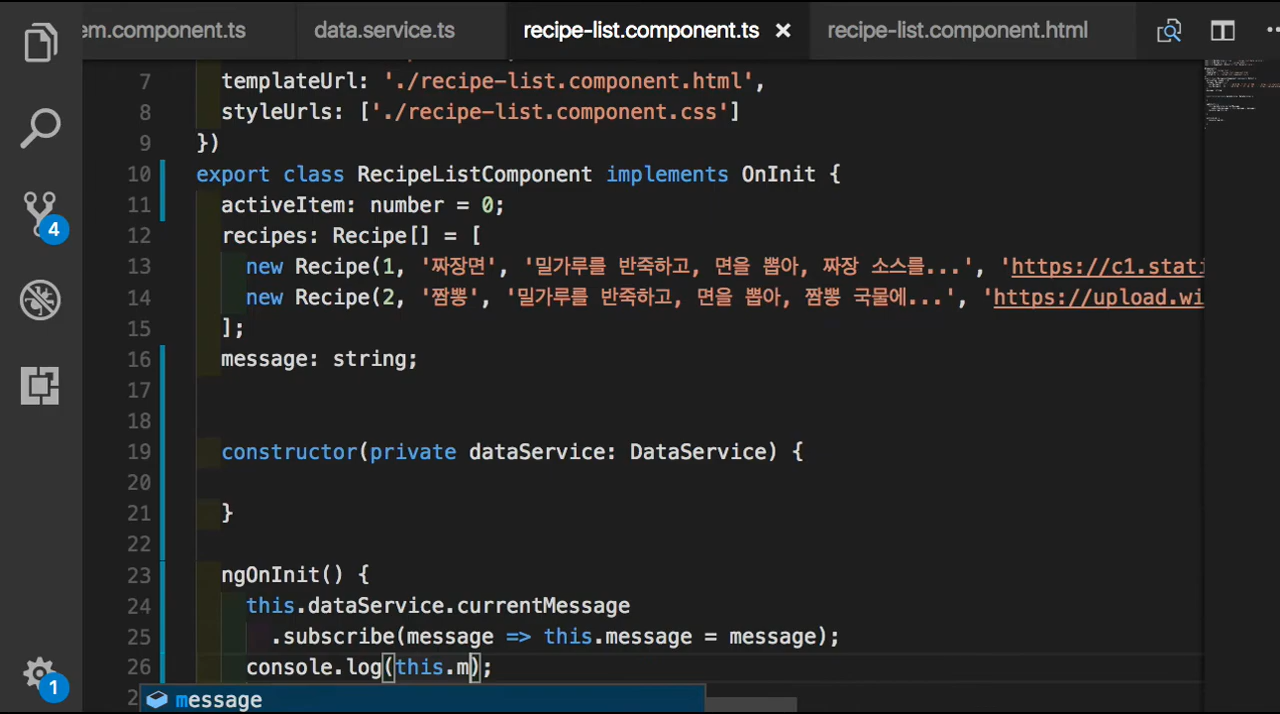 em.component.ts data.service.ts recipe-list.component.ts recipe-list.component.html
7 templateUrl: './recipe-list.component.html',
8 styleUrls: ['./recipe-list.component.css']
9 })
10 export class RecipeListComponent implements OnInit {
11 activeItem: number = 0;
12 recipes: Recipe[] = [
13 new Recipe(1, '짜장면', '밀가루를 반죽하고, 면을 뽑아, 짜장 소스를...', 'https://c1.stati
14 new Recipe(2, '짬뽕', '밀가루를 반죽하고, 면을 뽑아, 짬뽕 국물에...', 'https://upload.wi
15 ];
16 message: string;
17
18
19 constructor(private dataService: DataService) {
20
21 }
22
23 ngOnInit() {
24 this.dataService.currentMessage
25 .subscribe(message => this.message = message);
26 console.log(this.m);
2 message
4
1